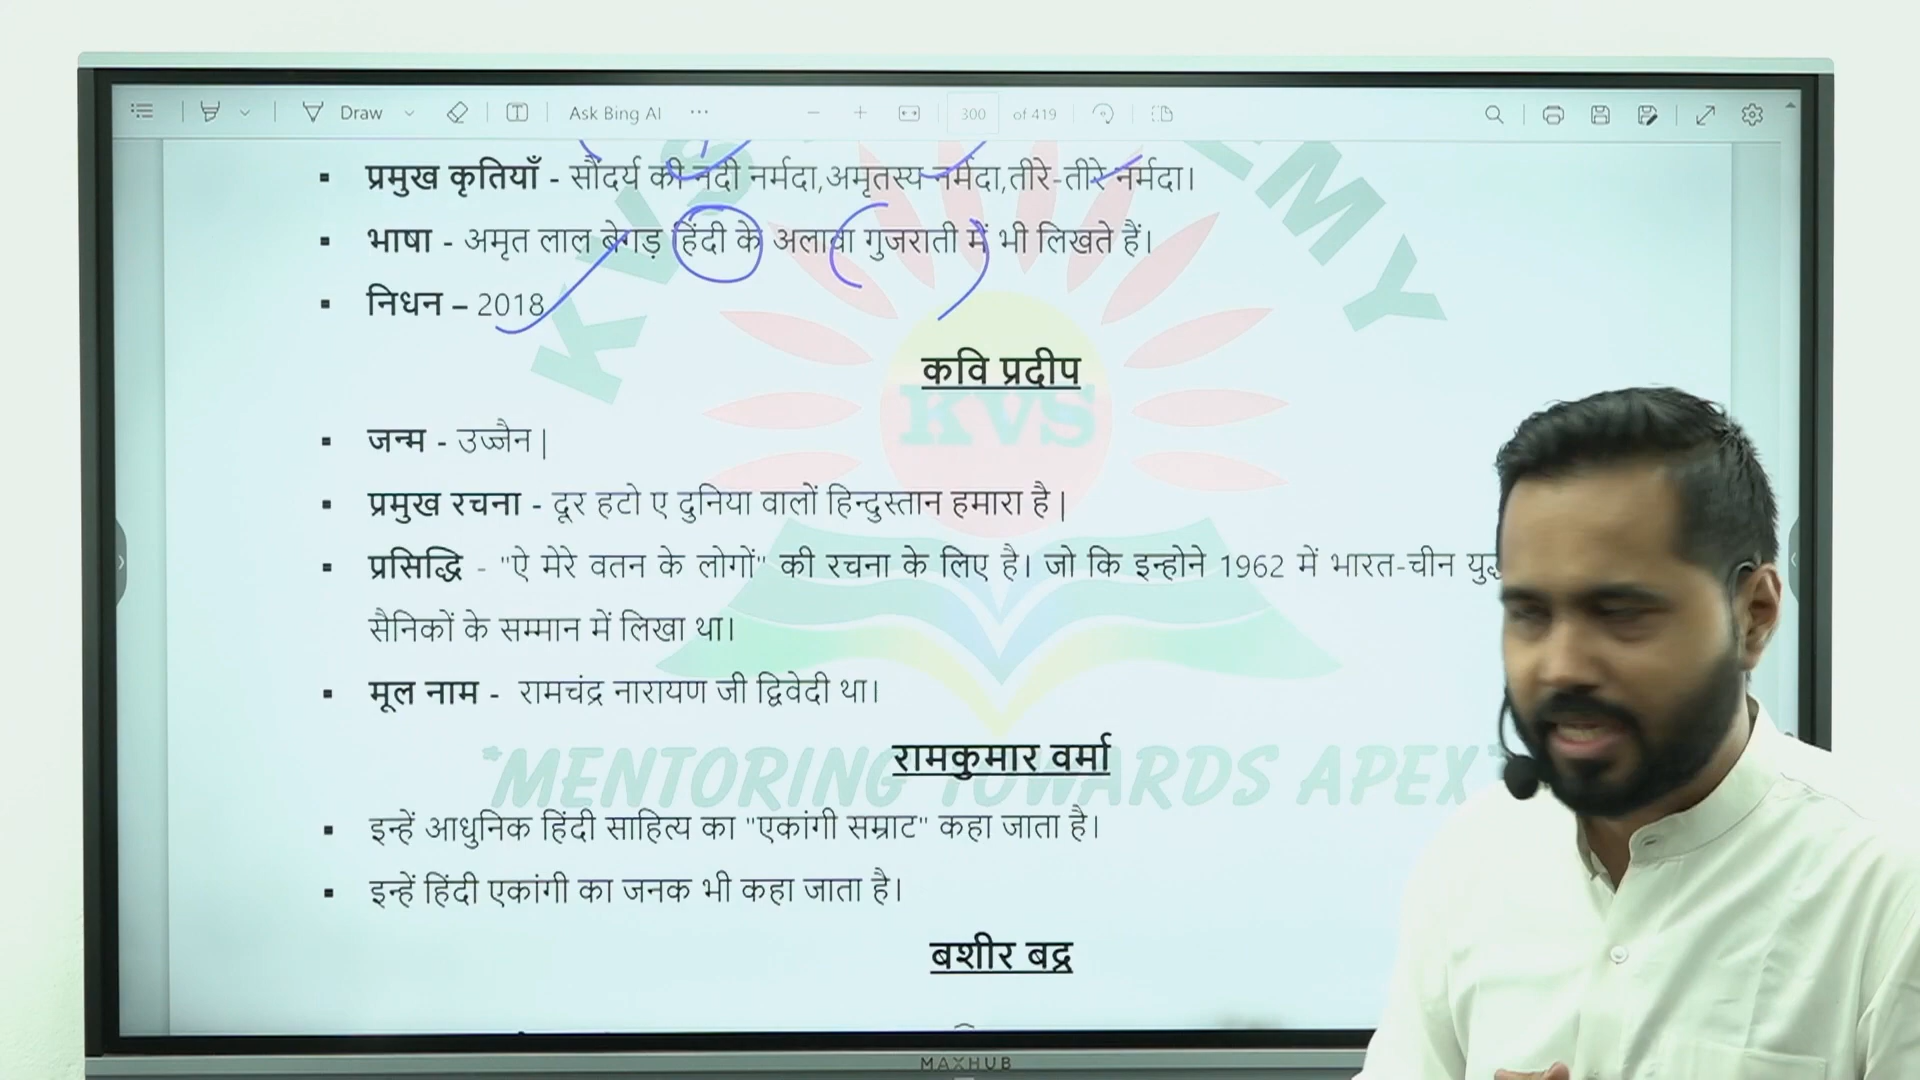 Draw Ask Bing AI ... 300 of 419
प्रमुख कृतियाँ - सौंदर्य की नदी नर्मदा,अमृतस्य नर्मदा,तीरे-तीरे नर्मदा।
भाषा - अमृत लाल बेगड़ हिंदी के अलावा गुजराती में भी लिखते हैं।
निधन – 2018
कवि प्रदीप
KVS
जन्म - उज्जैन|
प्रमुख रचना - दूर हटो ए दुनिया वालों हिन्दुस्तान हमारा है|
प्रसिद्धि - "ऐ मेरे वतन के लोगों" की रचना के लिए है। जो कि इन्होने 1962 में भारत-चीन
सैनिकों के सम्मान में लिखा था।
मूल नाम - रामचंद्र नारायण जी द्विवेदी था।
रामकुमार वर्मा
"MENTORING TOWARDS APEX"
इन्हें आधुनिक हिंदी साहित्य का "एकांगी सम्राट" कहा जाता है।
इन्हें हिंदी एकांगी का जनक भी कहा जाता है।
बशीर बद्र
MAXHUB